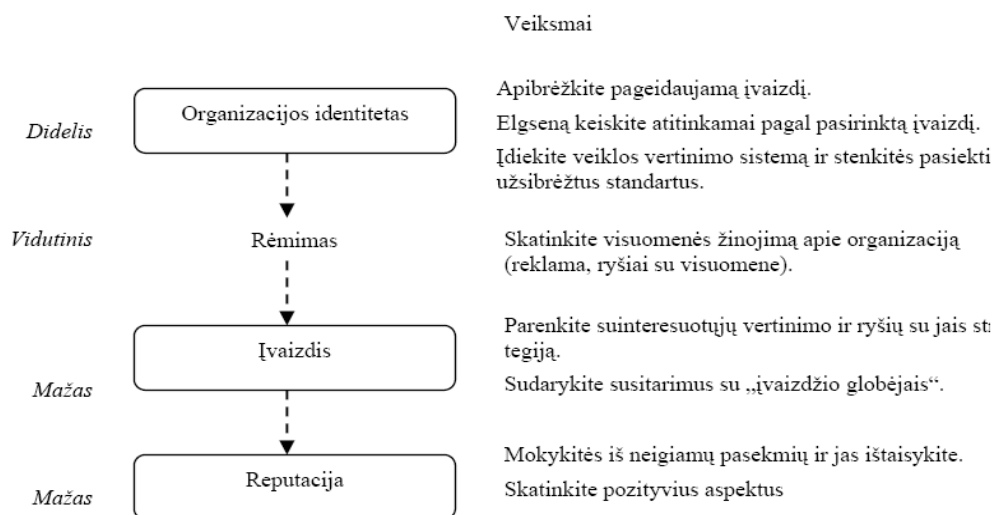 Veiksmai
Organizacijos identitetas
Didelis
Apibrėžkite pageidaujamą įvaizdį.
Elgseną keiskite atitinkamai pagal pasirinktą įvaizdį.
Įdiekite veiklos vertinimo sistemą ir stenkitės pasiekti
užsibrėžtus standartus.
Vidutinis
Rėmimas
Skatinkite visuomenės žinojimą apie organizaciją
(reklama, ryšiai su visuomene).
Įvaizdis
Mažas
Parenkite suinteresuotųjų vertinimo ir ryšių su jais
tegiją.
Sudarykite susitarimus su „įvaizdžio globėjais“.
Reputacija
Mažas
Mokykitės iš neigiamų pasekmių ir jas ištaisykite.
Skatinkite pozityvius aspektus